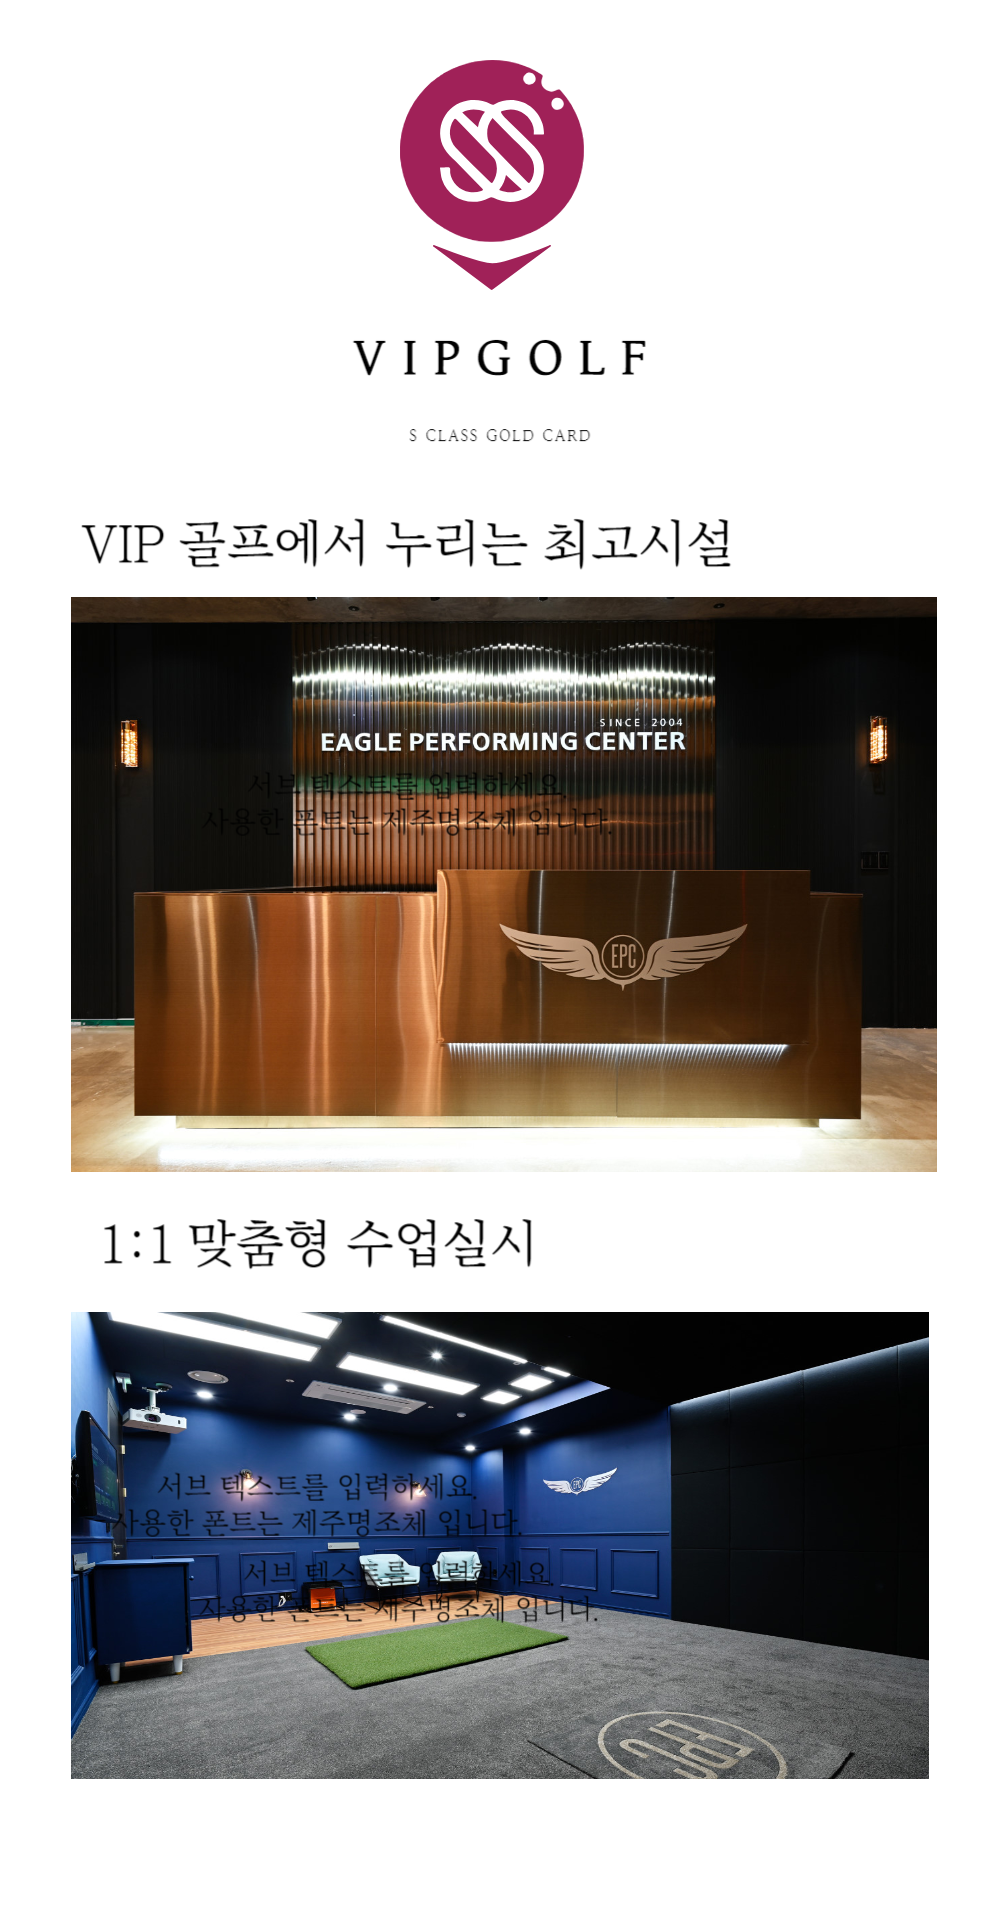 SS
VIPGOLF
S CLASS GOLD CARD
VIP 골프에서 누리는 최고시설
SINCE 2004
EAGLE PERFORMING CENTER
서브 텍스트를 입력하세요.
사용한 폰트는 제주명조체 입니다.
EPC
1:1 맞춤형 수업실시
EPC
서브 텍스트를 입력하세요.
사용한 폰트는 제주명조체 입니다.
서브 텍스트를 입력하세요.
사용한 폰트는 제주명조체 입니다.
EPC